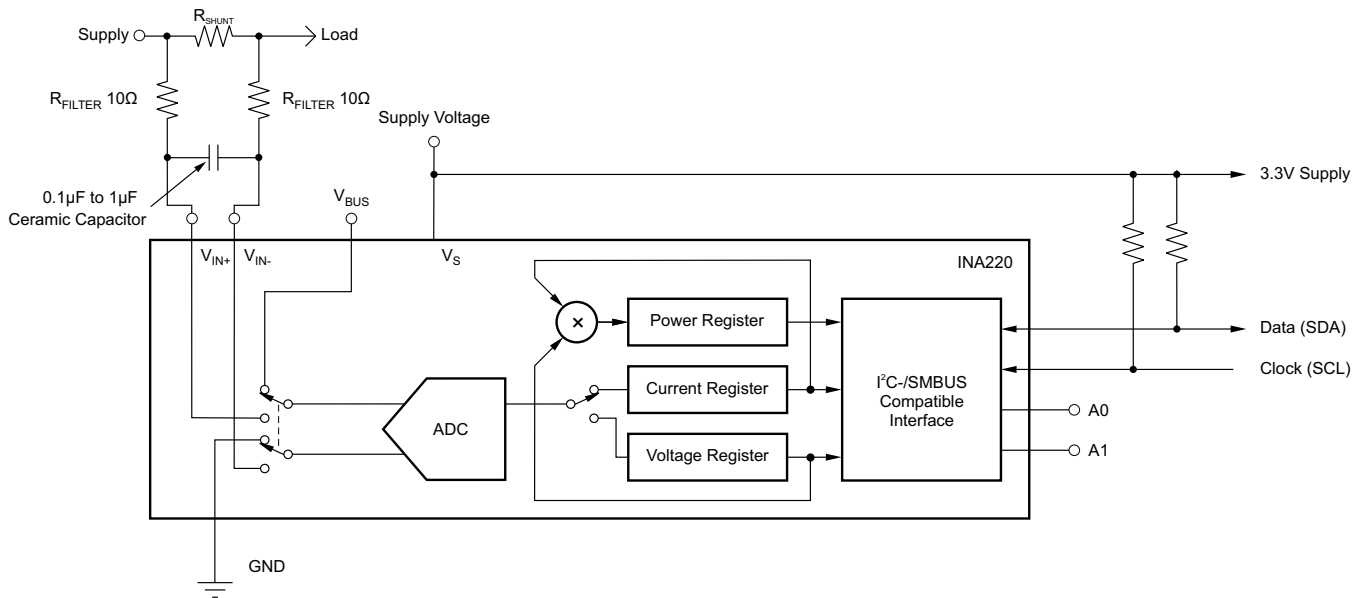 R_SHUNT
Supply
Load
R_FILTER 10Ω
R_FILTER 10Ω
Supply Voltage
0.1µF to 1µF
Ceramic Capacitor
V_BUS
3.3V Supply
V_IN+
V_IN-
V_S
INA220
×
Power Register
Data (SDA)
Current Register
Clock (SCL)
I²C-/SMBUS
Compatible
Interface
ADC
A0
Voltage Register
A1
GND